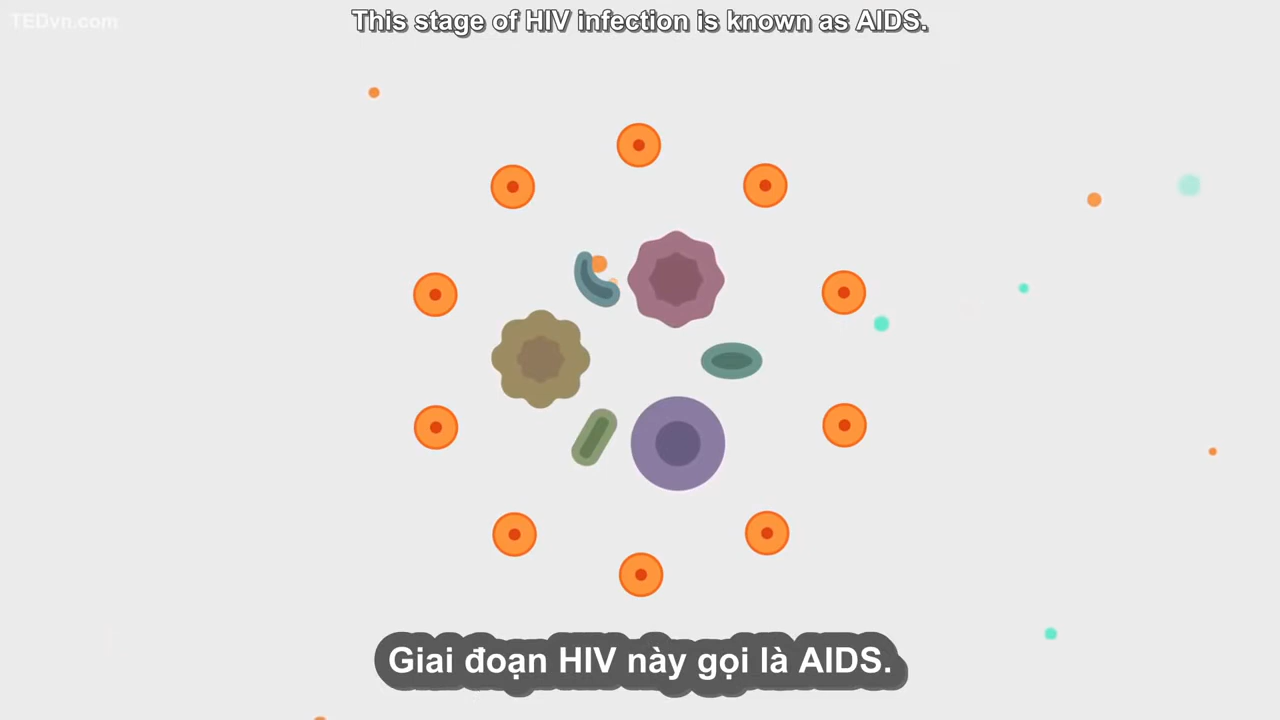 TEDvn.com
This stage of HIV infection is known as AIDS.
Giai đoạn HIV này gọi là AIDS.